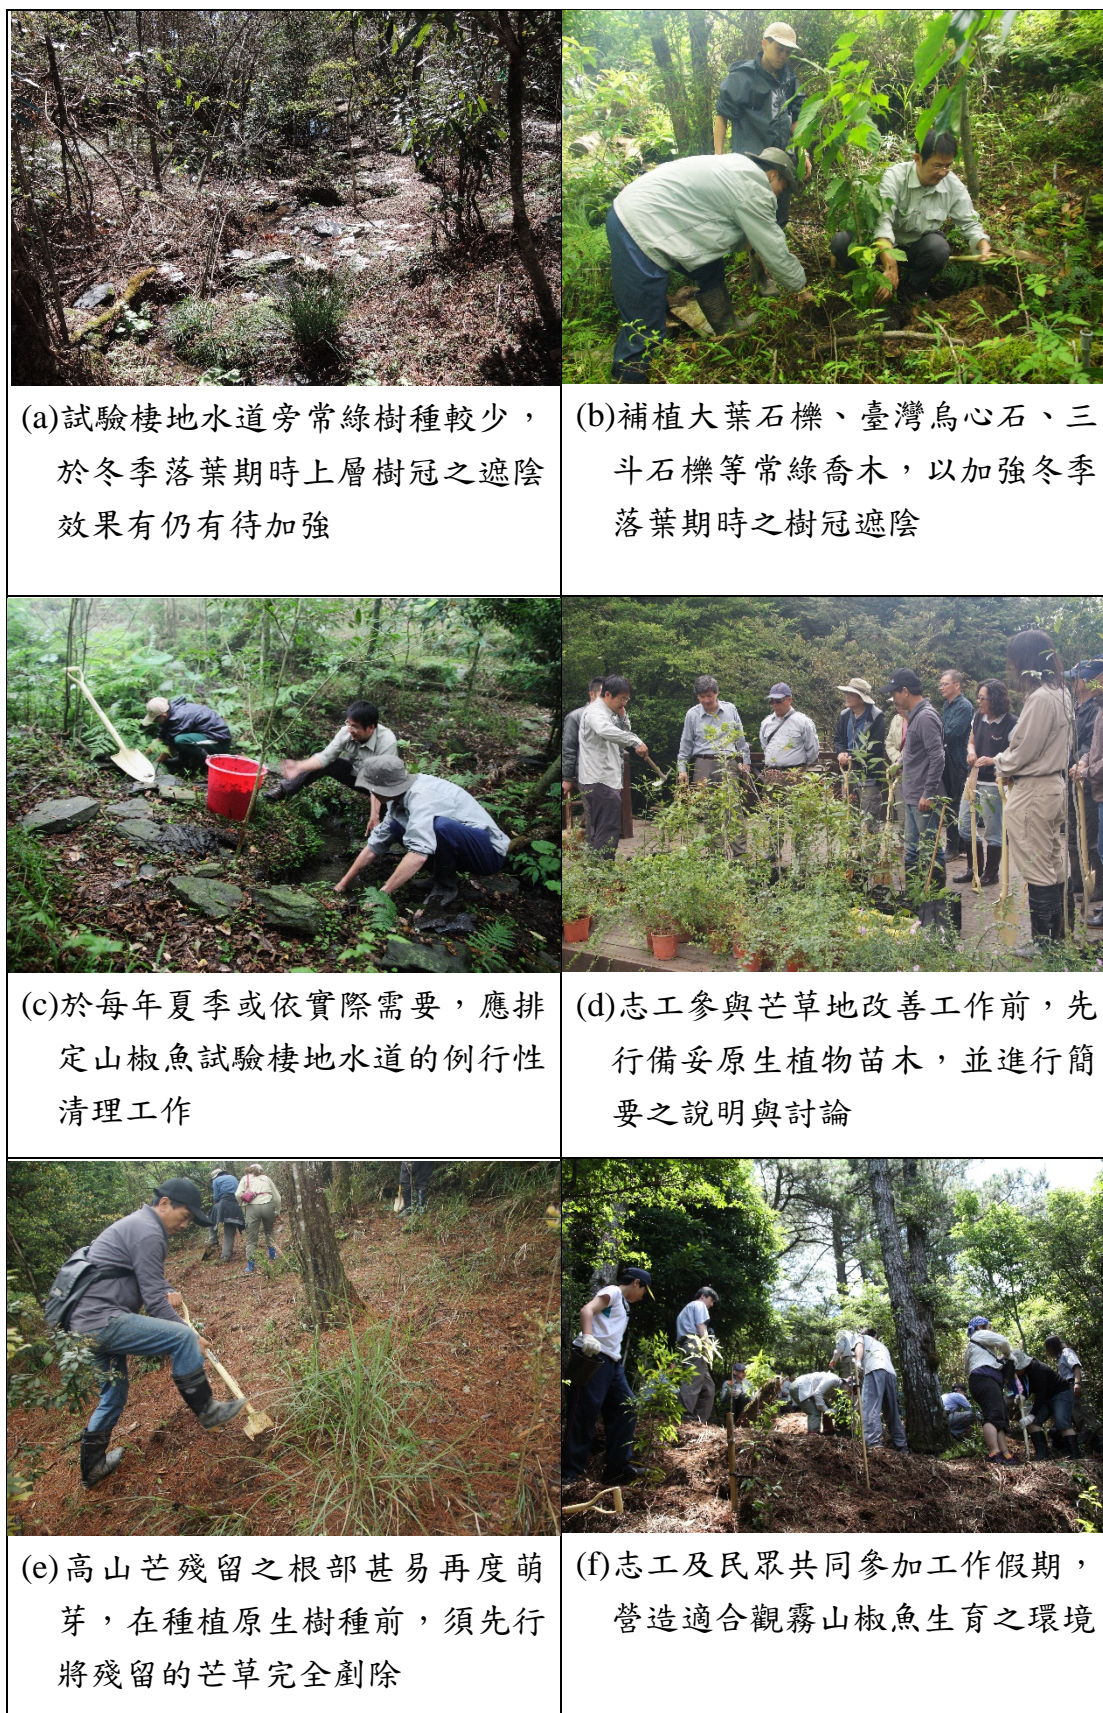 (a)試驗棲地水道旁常綠樹種較少，
於冬季落葉期時上層樹冠之遮陰
效果有仍有待加強
(b)補植大葉石櫟、臺灣烏心石、三
斗石櫟等常綠喬木，以加強冬季
落葉期時之樹冠遮陰
(c)於每年夏季或依實際需要，應排
定山椒魚試驗棲地水道的例行性
清理工作
(d)志工參與芒草地改善工作前，先
行備妥原生植物苗木，並進行簡
要之說明與討論
(e)高山芒殘留之根部甚易再度萌
芽，在種植原生樹種前，須先行
將殘留的芒草完全剷除
(f)志工及民眾共同參加工作假期，
營造適合觀霧山椒魚生育之環境